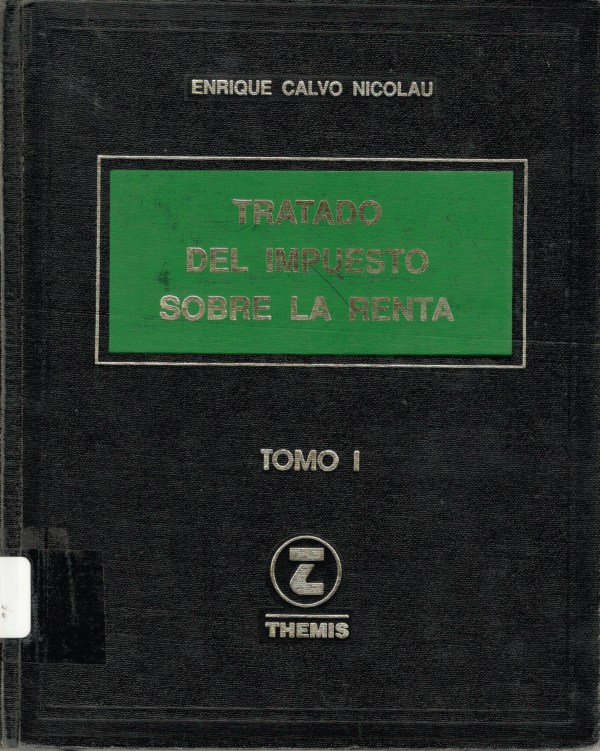 ENRIQUE CALVO NICOLAU
TRATADO
DEL IMPUESTO
SOBRE LA RENTA
TOMO I
THEMIS